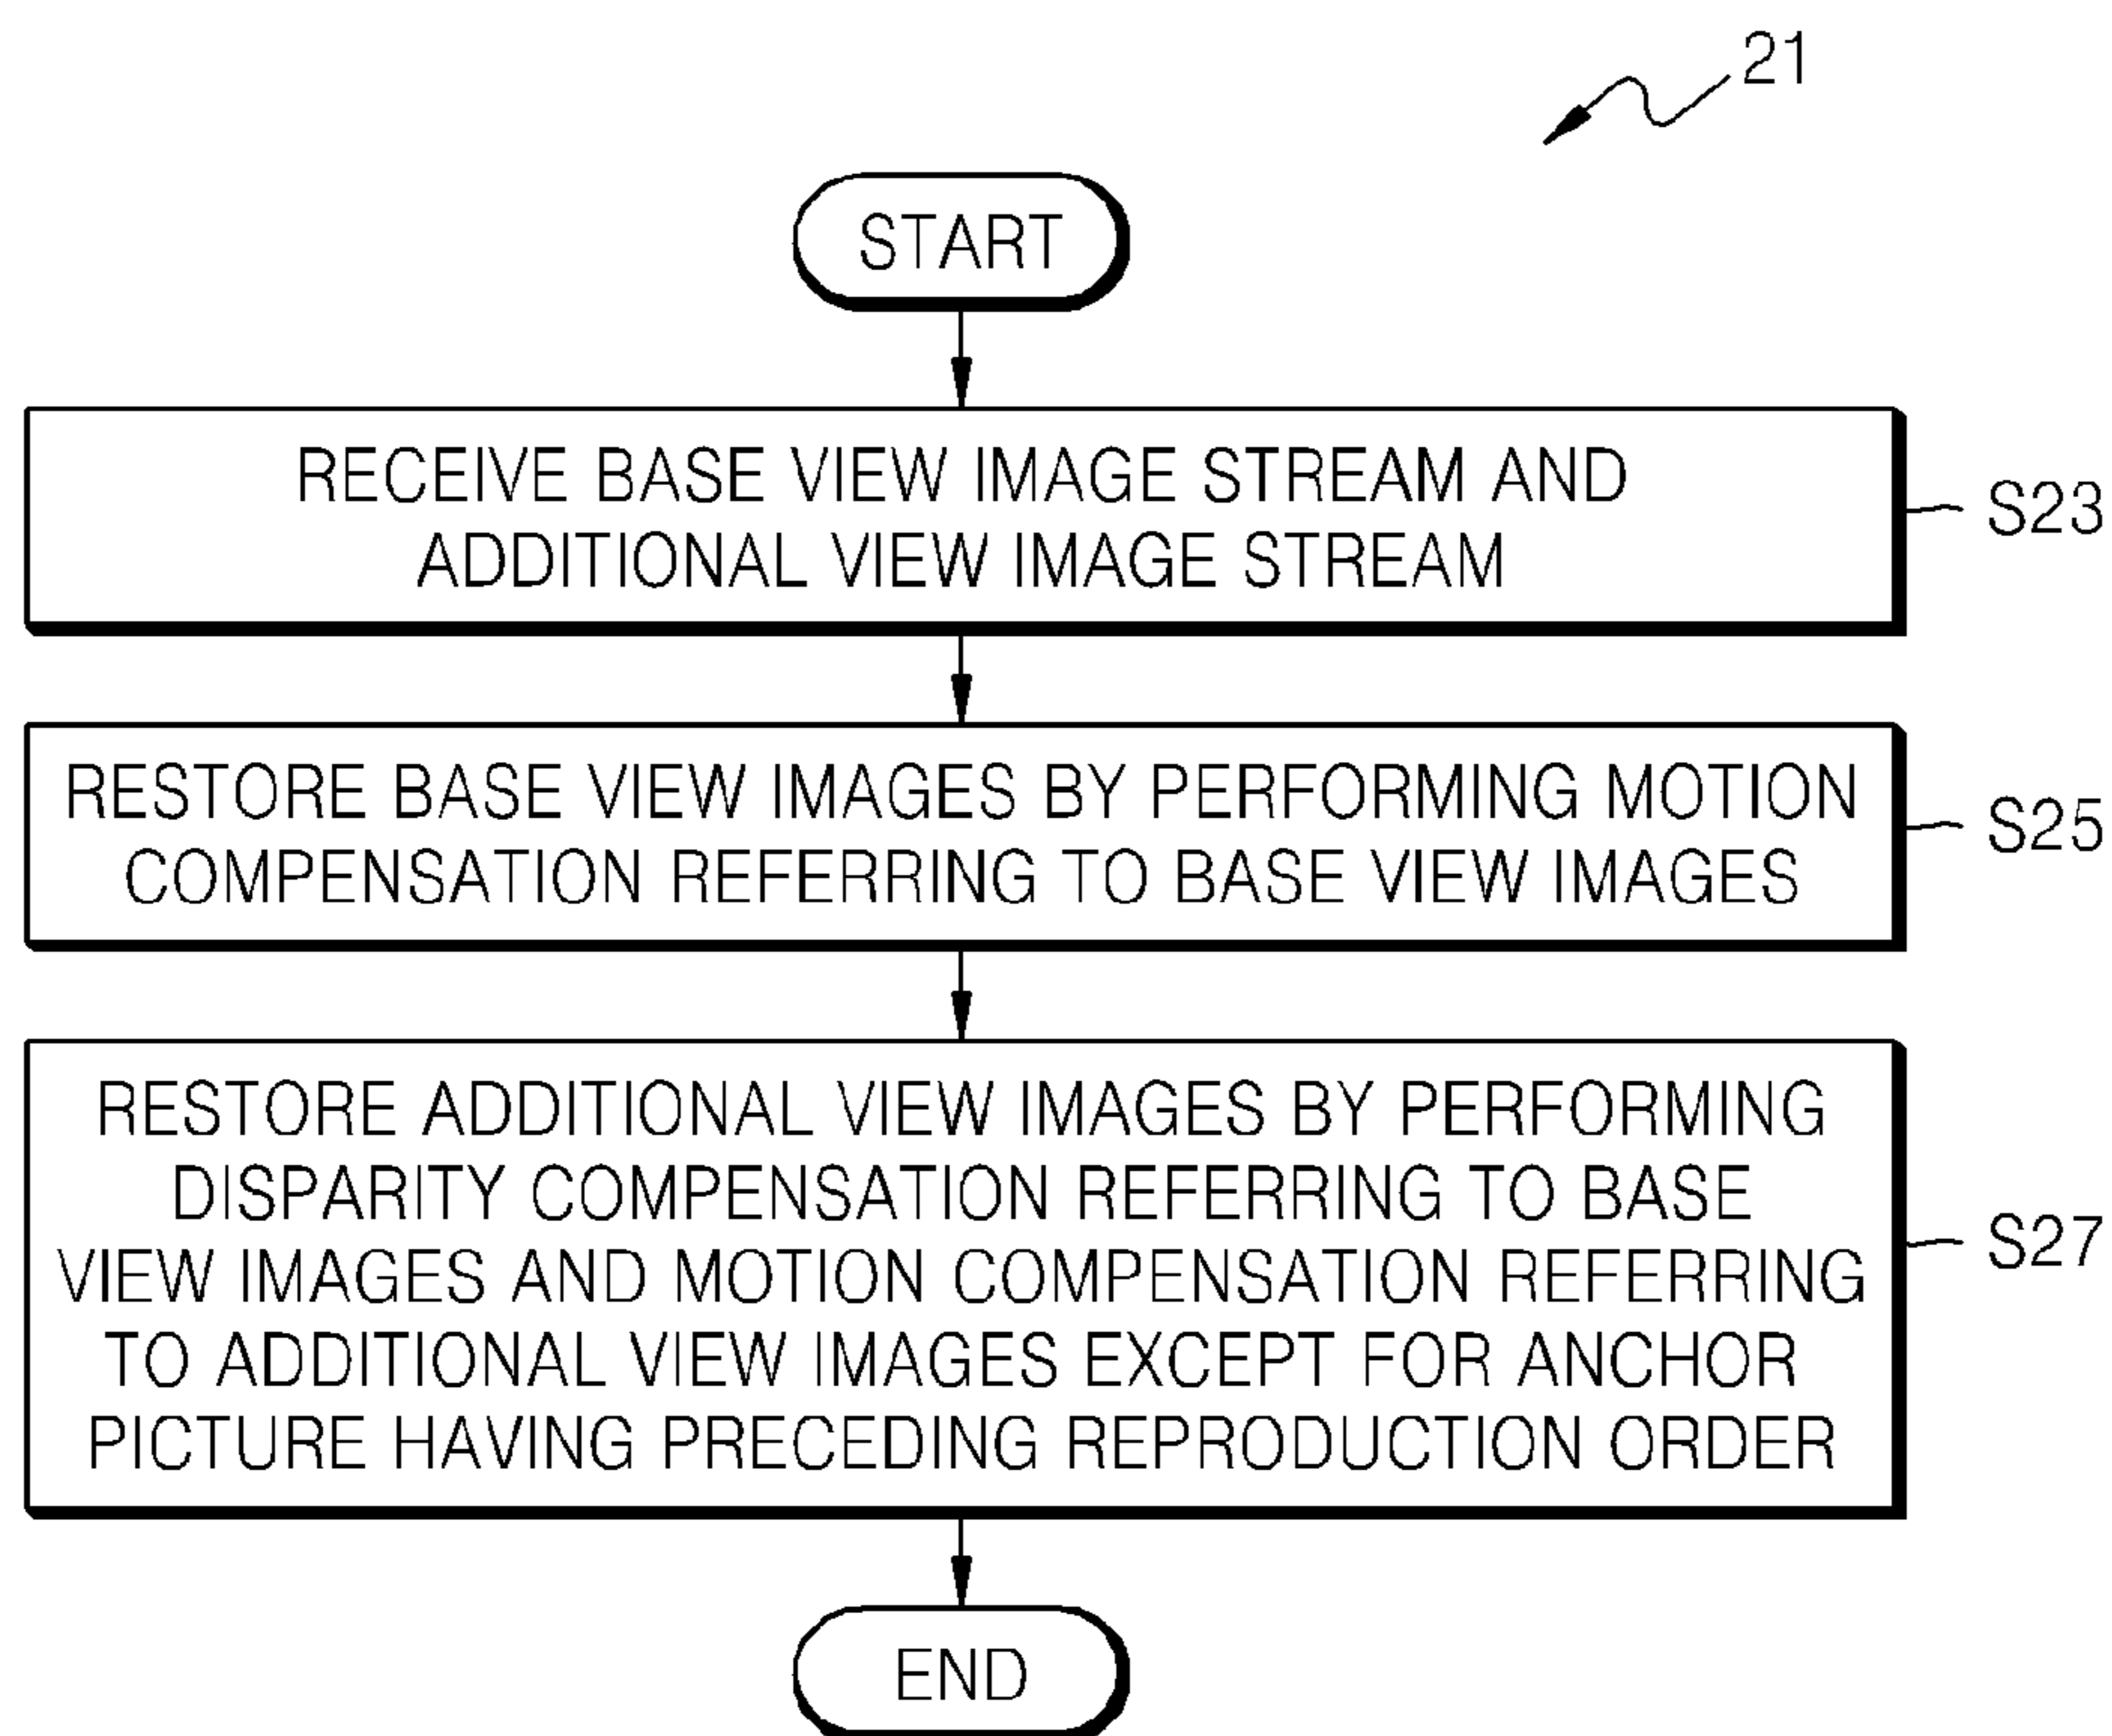 21
START
RECEIVE BASE VIEW IMAGE STREAM AND
ADDITIONAL VIEW IMAGE STREAM
S23
RESTORE BASE VIEW IMAGES BY PERFORMING MOTION
COMPENSATION REFERRING TO BASE VIEW IMAGES
S25
RESTORE ADDITIONAL VIEW IMAGES BY PERFORMING
DISPARITY COMPENSATION REFERRING TO BASE
VIEW IMAGES AND MOTION COMPENSATION REFERRING
TO ADDITIONAL VIEW IMAGES EXCEPT FOR ANCHOR
PICTURE HAVING PRECEDING REPRODUCTION ORDER
S27
END